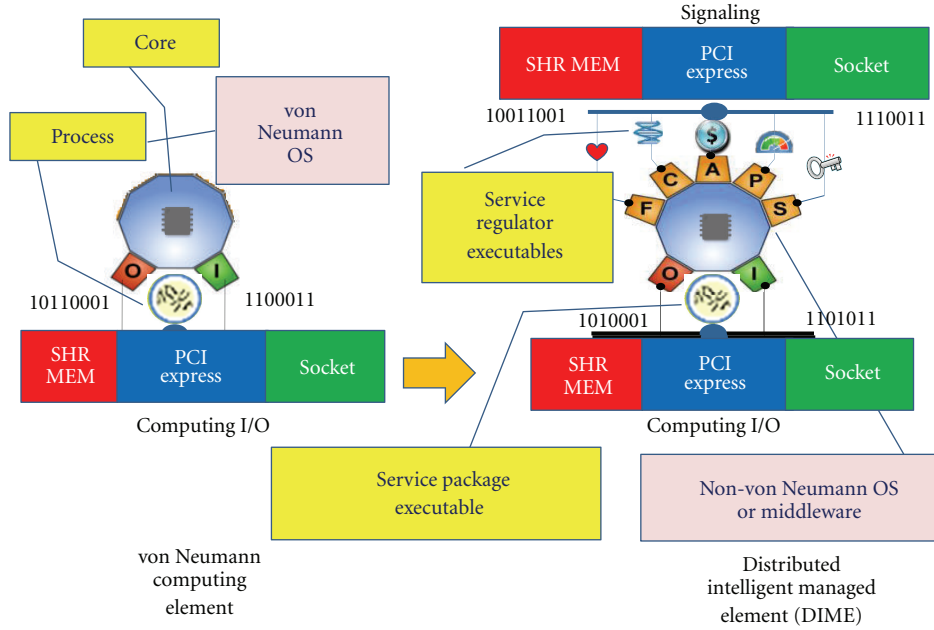 Core
Process
von
Neumann
OS
O
I
10110001
1100011
SHR
MEM
PCI
express
Socket
Computing I/O
von Neumann
computing
element
Signaling
SHR MEM
PCI
express
Socket
10011001
1110011
$
F
C
A
P
S
Service
regulator
executables
O
I
1010001
1101011
SHR
MEM
PCI
express
Socket
Computing I/O
Service package
executable
Non-von Neumann OS
or middleware
Distributed
intelligent managed
element (DIME)